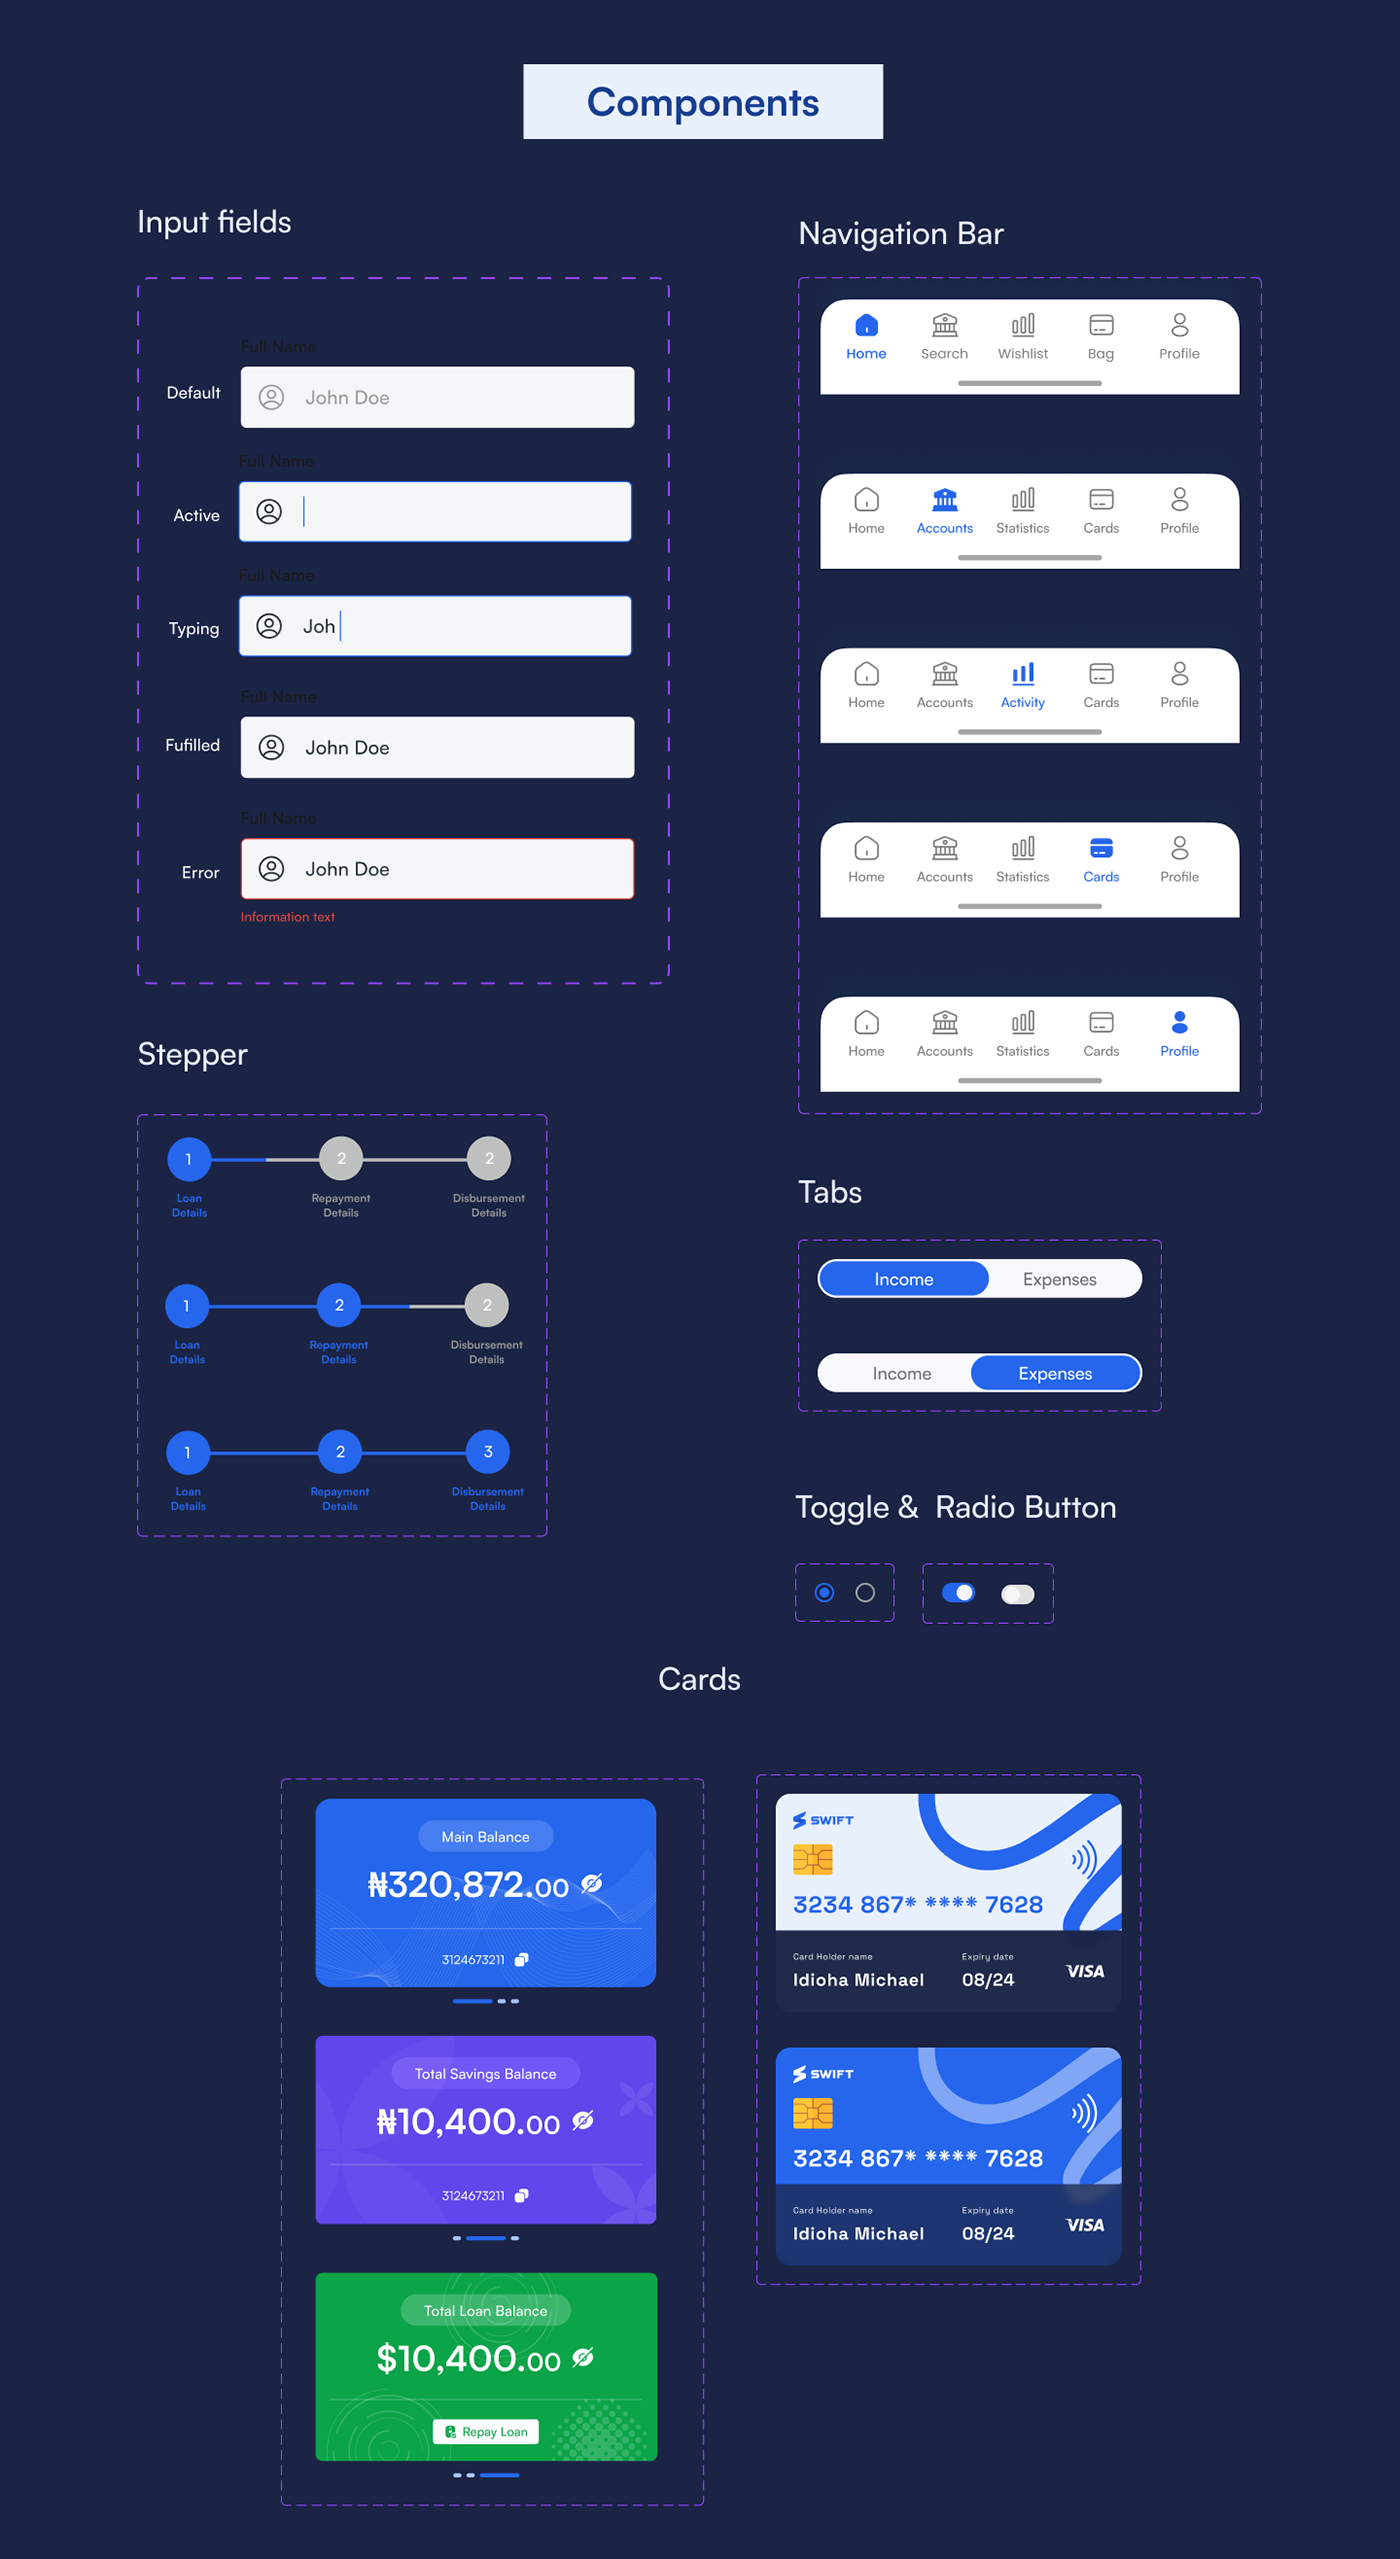 Components
Input fields
Full Name
Default
John Doe
Full Name
Active
Full Name
Typing
Joh
Full Name
Fufilled
John Doe
Full Name
Error
John Doe
Information text
Navigation Bar
Home Search Wishlist Bag Profile
Home Accounts Statistics Cards Profile
Home Accounts Activity Cards Profile
Home Accounts Statistics Cards Profile
Home Accounts Statistics Cards Profile
Stepper
1 2 2
Loan Repayment Disbursement
Details Details Details
1 2 2
Loan Repayment Disbursement
Details Details Details
1 2 3
Loan Repayment Disbursement
Details Details Details
Tabs
Income Expenses
Income Expenses
Toggle & Radio Button
Cards
Main Balance
₦320,872.00
3124673211
Total Savings Balance
₦10,400.00
3124673211
Total Loan Balance
$10,400.00
Repay Loan
SWIFT
3234 867* **** 7628
Card Holder name Expiry date
Idioha Michael 08/24
VISA
SWIFT
3234 867* **** 7628
Card Holder name Expiry date
Idioha Michael 08/24
VISA